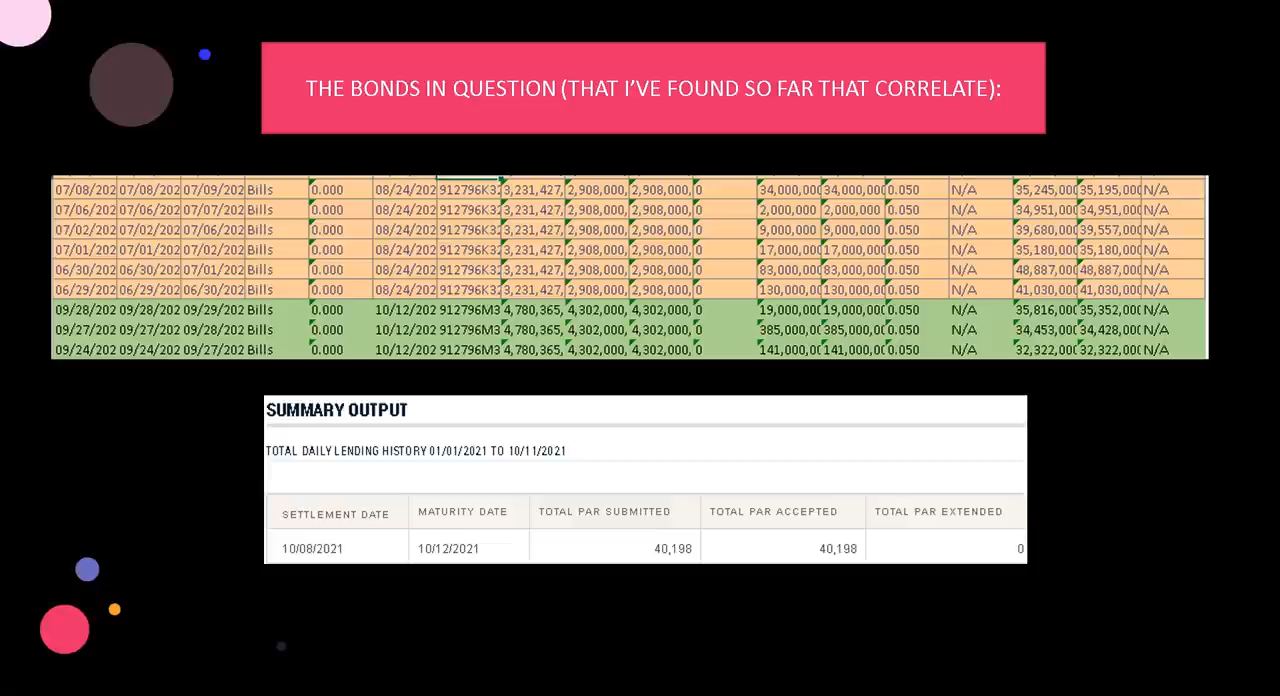 THE BONDS IN QUESTION (THAT I’VE FOUND SO FAR THAT CORRELATE):
07/08/202 07/08/202 07/09/202 Bills 0.000 08/24/202 912796K32 3,231,427, 2,908,000, 2,908,000, 0 34,000,000 34,000,000 0.050 N/A 35,245,000 35,195,000 N/A
07/06/202 07/06/202 07/07/202 Bills 0.000 08/24/202 912796K32 3,231,427, 2,908,000, 2,908,000, 0 2,000,000 2,000,000 0.050 N/A 34,951,000 34,951,000 N/A
07/02/202 07/02/202 07/06/202 Bills 0.000 08/24/202 912796K32 3,231,427, 2,908,000, 2,908,000, 0 9,000,000 9,000,000 0.050 N/A 39,680,000 39,557,000 N/A
07/01/202 07/01/202 07/02/202 Bills 0.000 08/24/202 912796K32 3,231,427, 2,908,000, 2,908,000, 0 17,000,000 17,000,000 0.050 N/A 35,180,000 35,180,000 N/A
06/30/202 06/30/202 07/01/202 Bills 0.000 08/24/202 912796K32 3,231,427, 2,908,000, 2,908,000, 0 83,000,000 83,000,000 0.050 N/A 48,887,000 48,887,000 N/A
06/29/202 06/29/202 06/30/202 Bills 0.000 08/24/202 912796K32 3,231,427, 2,908,000, 2,908,000, 0 130,000,00 130,000,00 0.050 N/A 41,030,000 41,030,000 N/A
09/28/202 09/28/202 09/29/202 Bills 0.000 10/12/202 912796M3 4,780,365, 4,302,000, 4,302,000, 0 19,000,000 19,000,000 0.050 N/A 35,816,000 35,352,000 N/A
09/27/202 09/27/202 09/28/202 Bills 0.000 10/12/202 912796M3 4,780,365, 4,302,000, 4,302,000, 0 385,000,00 385,000,00 0.050 N/A 34,453,000 34,428,000 N/A
09/24/202 09/24/202 09/27/202 Bills 0.000 10/12/202 912796M3 4,780,365, 4,302,000, 4,302,000, 0 141,000,00 141,000,00 0.050 N/A 32,322,000 32,322,000 N/A
SUMMARY OUTPUT
TOTAL DAILY LENDING HISTORY 01/01/2021 TO 10/11/2021
SETTLEMENT DATE MATURITY DATE TOTAL PAR SUBMITTED TOTAL PAR ACCEPTED TOTAL PAR EXTENDED
10/08/2021 10/12/2021 40,198 40,198 0